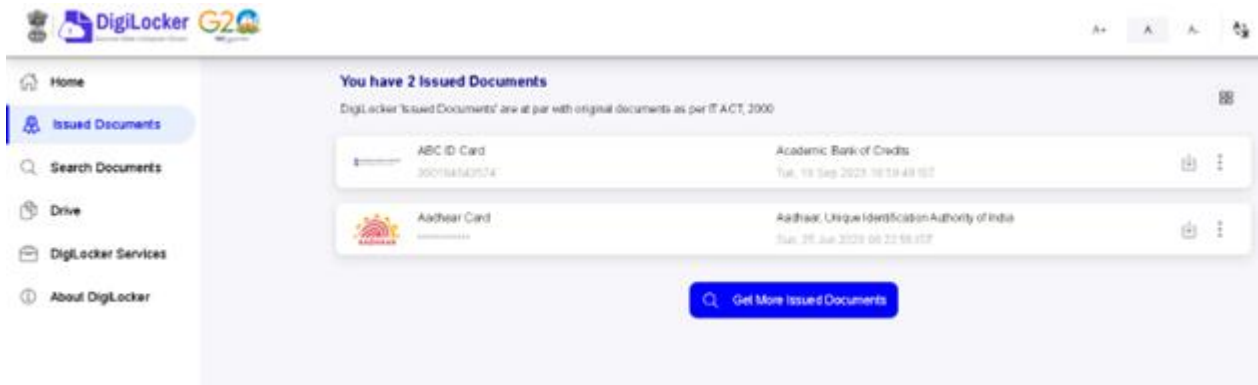 DigiLocker G20
A+ A A-
Home
Issued Documents
Search Documents
Drive
DigiLocker Services
About DigiLocker
You have 2 Issued Documents
DigiLocker 'Issued Documents' are at par with original documents as per IT ACT, 2000
ABC ID Card Academic Bank of Credits
Aadhaar Card Aadhaar, Unique Identification Authority of India
AADHAAR
Get More Issued Documents